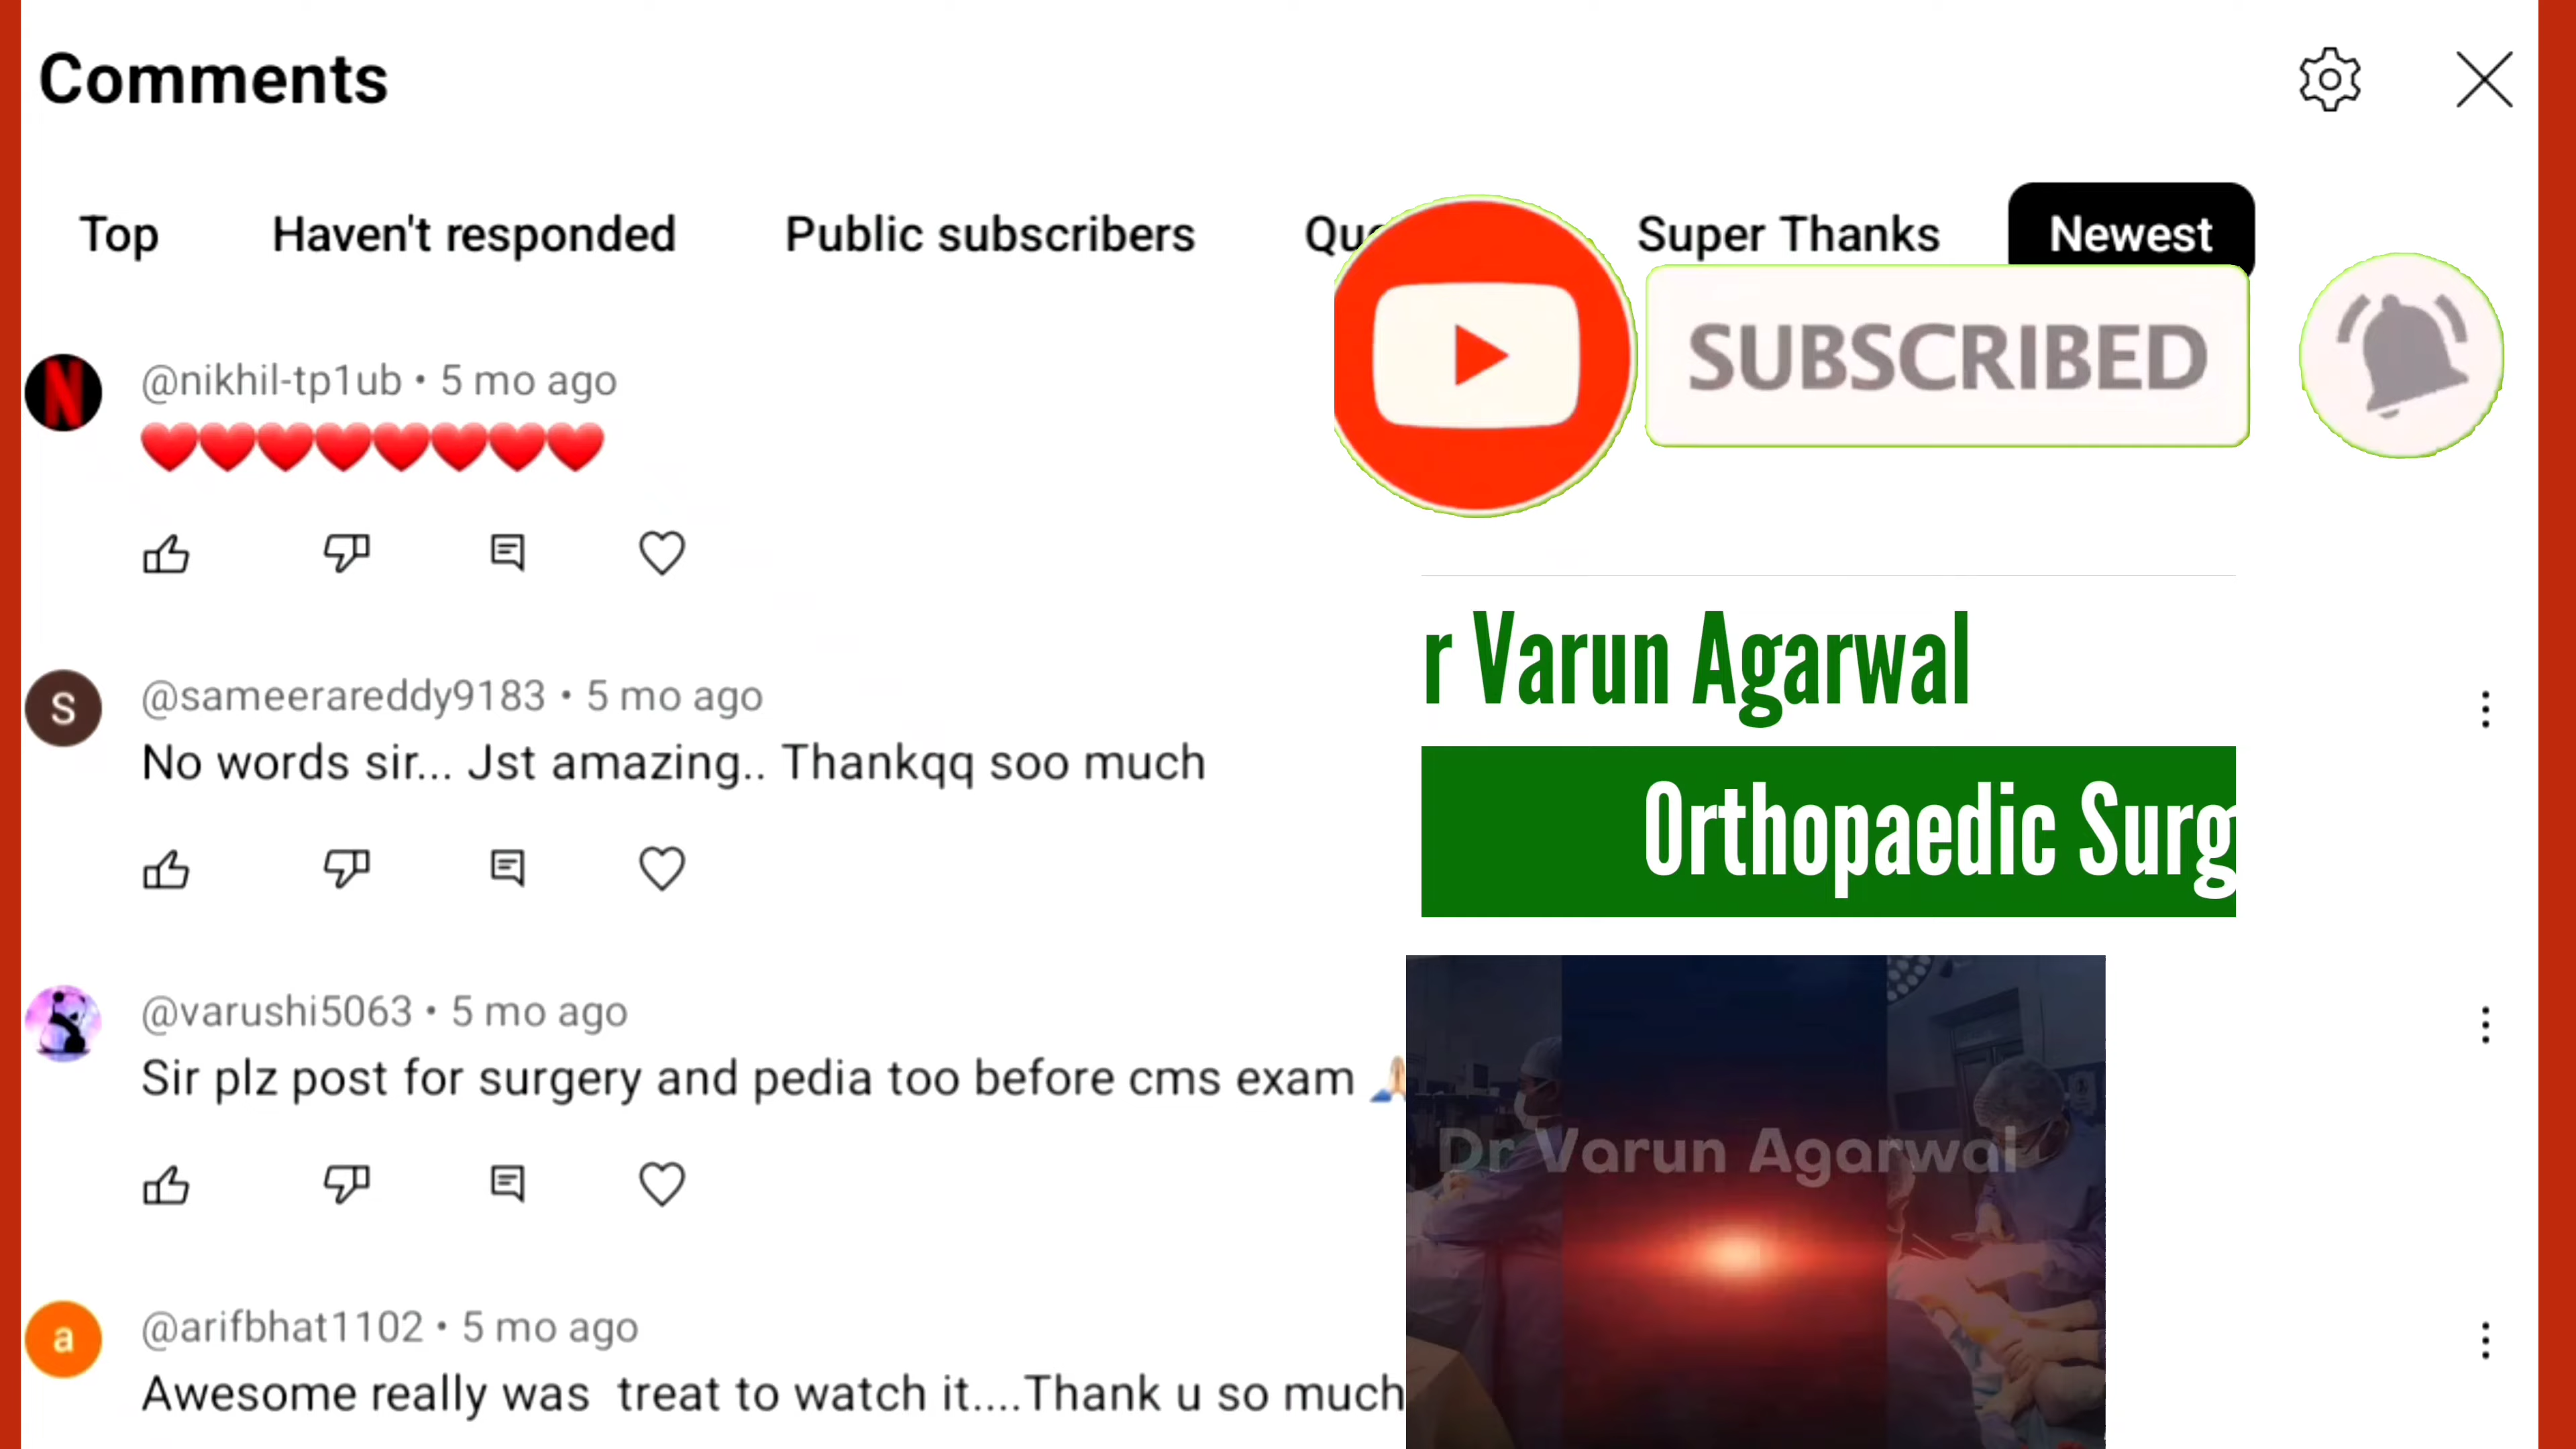 Comments
Top Haven't responded Public subscribers Super Thanks Newest
SUBSCRIBED
@nikhil-tp1ub • 5 mo ago
❤️❤️❤️❤️❤️❤️❤️❤️
r Varun Agarwal
@sameerareddy9183 • 5 mo ago
No words sir... Jst amazing.. Thankqq soo much
Orthopaedic Surg
@varushi5063 • 5 mo ago
Sir plz post for surgery and pedia too before cms exam 🙏
Dr Varun Agarwal
@arifbhat1102 • 5 mo ago
Awesome really was treat to watch it....Thank u so much